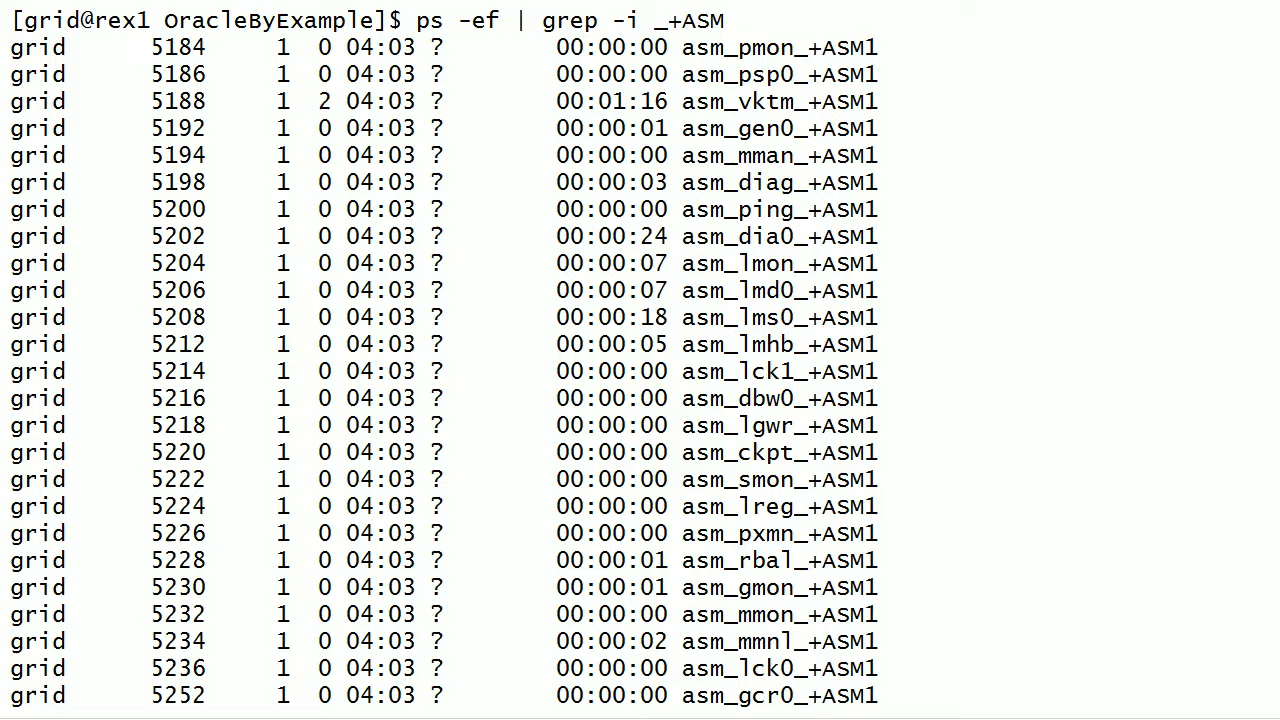 [grid@rex1 OracleByExample]$ ps -ef | grep -i _+ASM
grid 5184 1 0 04:03 ? 00:00:00 asm_pmon_+ASM1
grid 5186 1 0 04:03 ? 00:00:00 asm_psp0_+ASM1
grid 5188 1 2 04:03 ? 00:01:16 asm_vktm_+ASM1
grid 5192 1 0 04:03 ? 00:00:01 asm_gen0_+ASM1
grid 5194 1 0 04:03 ? 00:00:00 asm_mman_+ASM1
grid 5198 1 0 04:03 ? 00:00:03 asm_diag_+ASM1
grid 5200 1 0 04:03 ? 00:00:00 asm_ping_+ASM1
grid 5202 1 0 04:03 ? 00:00:24 asm_dia0_+ASM1
grid 5204 1 0 04:03 ? 00:00:07 asm_lmon_+ASM1
grid 5206 1 0 04:03 ? 00:00:07 asm_lmd0_+ASM1
grid 5208 1 0 04:03 ? 00:00:18 asm_lms0_+ASM1
grid 5212 1 0 04:03 ? 00:00:05 asm_lmhb_+ASM1
grid 5214 1 0 04:03 ? 00:00:00 asm_lck1_+ASM1
grid 5216 1 0 04:03 ? 00:00:00 asm_dbw0_+ASM1
grid 5218 1 0 04:03 ? 00:00:00 asm_lgwr_+ASM1
grid 5220 1 0 04:03 ? 00:00:00 asm_ckpt_+ASM1
grid 5222 1 0 04:03 ? 00:00:00 asm_smon_+ASM1
grid 5224 1 0 04:03 ? 00:00:00 asm_lreg_+ASM1
grid 5226 1 0 04:03 ? 00:00:00 asm_pxmn_+ASM1
grid 5228 1 0 04:03 ? 00:00:01 asm_rbal_+ASM1
grid 5230 1 0 04:03 ? 00:00:01 asm_gmon_+ASM1
grid 5232 1 0 04:03 ? 00:00:00 asm_mmon_+ASM1
grid 5234 1 0 04:03 ? 00:00:02 asm_mmnl_+ASM1
grid 5236 1 0 04:03 ? 00:00:00 asm_lck0_+ASM1
grid 5252 1 0 04:03 ? 00:00:00 asm_gcr0_+ASM1